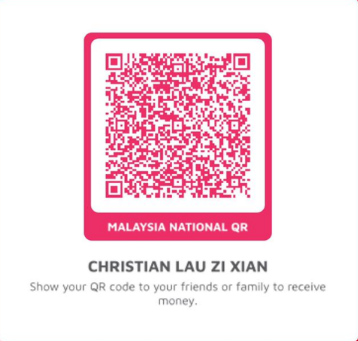 MALAYSIA NATIONAL QR
CHRISTIAN LAU ZI XIAN
Show your QR code to your friends or family to receive
money.